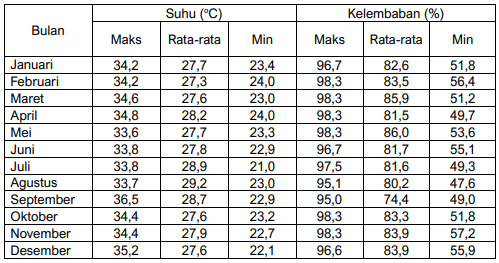 Bulan Suhu (°C) Kelembaban (%)
Maks Rata-rata Min Maks Rata-rata Min
Januari 34,2 27,7 23,4 96,7 82,6 51,8
Februari 34,2 27,3 24,0 98,3 83,5 56,4
Maret 34,6 27,6 23,0 98,3 85,9 51,2
April 34,8 28,2 24,0 98,3 81,5 49,7
Mei 33,6 27,7 23,3 98,3 86,0 53,6
Juni 33,8 27,8 22,9 96,7 81,7 55,1
Juli 33,8 28,9 21,0 97,5 81,6 49,3
Agustus 33,7 29,2 23,0 95,1 80,2 47,6
September 36,5 28,7 22,9 95,0 74,4 49,0
Oktober 34,4 27,6 23,2 98,3 83,3 51,8
November 34,4 27,9 22,7 98,3 83,9 57,2
Desember 35,2 27,6 22,1 96,6 83,9 55,9